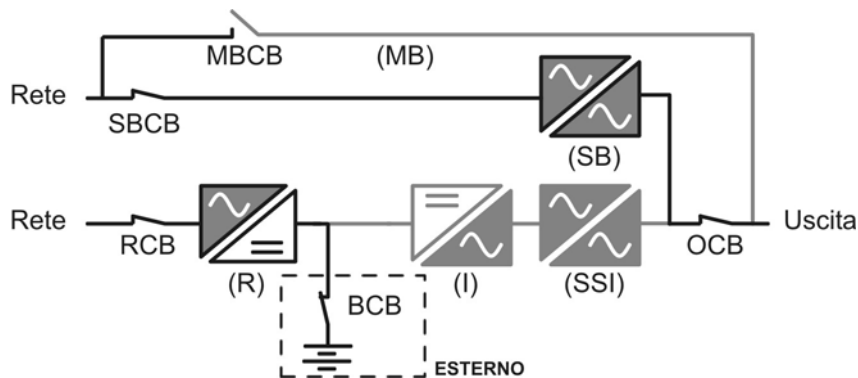 MBCB
(MB)
Rete
SBCB
(SB)
Rete
RCB
(R)
(I)
(SSI)
OCB
Uscita
BCB
ESTERNO